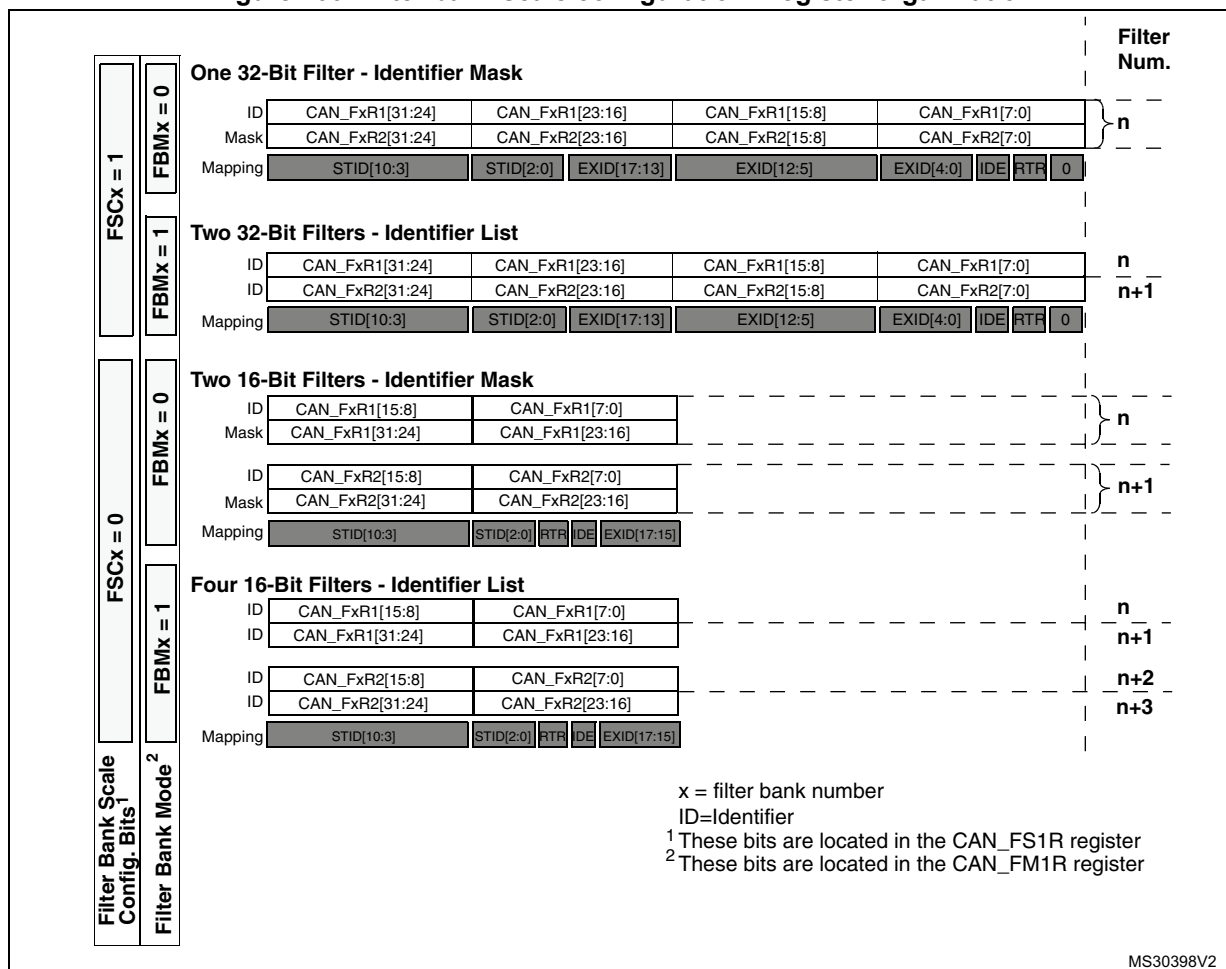 Filter
Num.
One 32-Bit Filter - Identifier Mask
ID CAN_FxR1[31:24] CAN_FxR1[23:16] CAN_FxR1[15:8] CAN_FxR1[7:0]
n
Mask CAN_FxR2[31:24] CAN_FxR2[23:16] CAN_FxR2[15:8] CAN_FxR2[7:0]
Mapping STID[10:3] STID[2:0] EXID[17:13] EXID[12:5] EXID[4:0] IDE RTR 0
Two 32-Bit Filters - Identifier List
ID CAN_FxR1[31:24] CAN_FxR1[23:16] CAN_FxR1[15:8] CAN_FxR1[7:0] n
ID CAN_FxR2[31:24] CAN_FxR2[23:16] CAN_FxR2[15:8] CAN_FxR2[7:0] n+1
Mapping STID[10:3] STID[2:0] EXID[17:13] EXID[12:5] EXID[4:0] IDE RTR 0
Two 16-Bit Filters - Identifier Mask
ID CAN_FxR1[15:8] CAN_FxR1[7:0]
n
Mask CAN_FxR1[31:24] CAN_FxR1[23:16]
ID CAN_FxR2[15:8] CAN_FxR2[7:0]
n+1
Mask CAN_FxR2[31:24] CAN_FxR2[23:16]
Mapping STID[10:3] STID[2:0] RTR IDE EXID[17:15]
Four 16-Bit Filters - Identifier List
ID CAN_FxR1[15:8] CAN_FxR1[7:0] n
ID CAN_FxR1[31:24] CAN_FxR1[23:16] n+1
ID CAN_FxR2[15:8] CAN_FxR2[7:0] n+2
ID CAN_FxR2[31:24] CAN_FxR2[23:16] n+3
Mapping STID[10:3] STID[2:0] RTR IDE EXID[17:15]
FSCx = 1
FSCx = 0
Filter Bank Scale
Config. Bits1
FBMx = 0
FBMx = 1
FBMx = 0
FBMx = 1
Filter Bank Mode2
x = filter bank number
ID=Identifier
1 These bits are located in the CAN_FS1R register
2 These bits are located in the CAN_FM1R register
MS30398V2